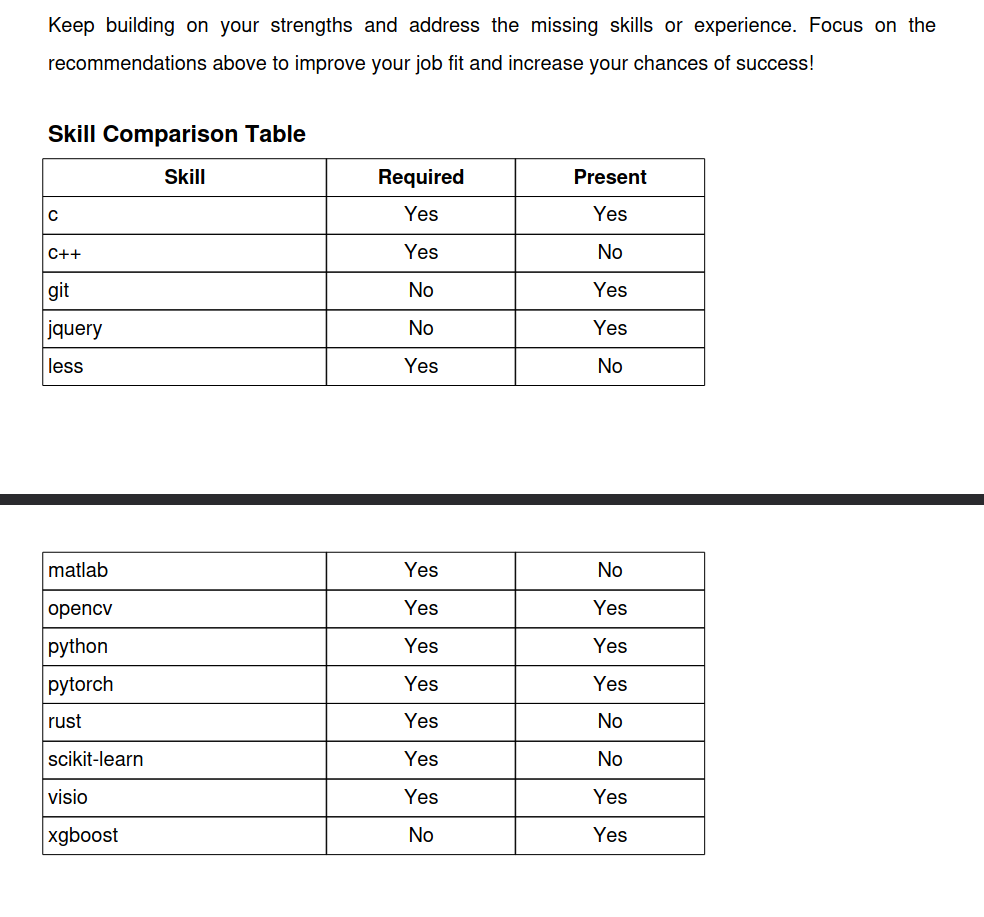 Keep building on your strengths and address the missing skills or experience. Focus on the
recommendations above to improve your job fit and increase your chances of success!
Skill Comparison Table
Skill Required Present
c Yes Yes
c++ Yes No
git No Yes
jquery No Yes
less Yes No
matlab Yes No
opencv Yes Yes
python Yes Yes
pytorch Yes Yes
rust Yes No
scikit-learn Yes No
visio Yes Yes
xgboost No Yes